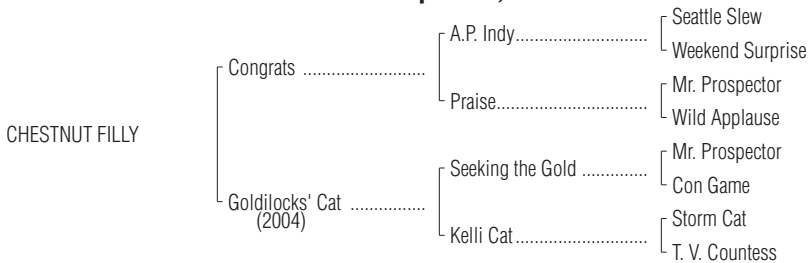 Seattle Slew
A.P. Indy............................
Weekend Surprise
Congrats ..........................
Mr. Prospector
Praise................................
Wild Applause
CHESTNUT FILLY
Mr. Prospector
Seeking the Gold ..............
Con Game
Goldilocks' Cat ................
(2004)
Storm Cat
Kelli Cat............................
T. V. Countess